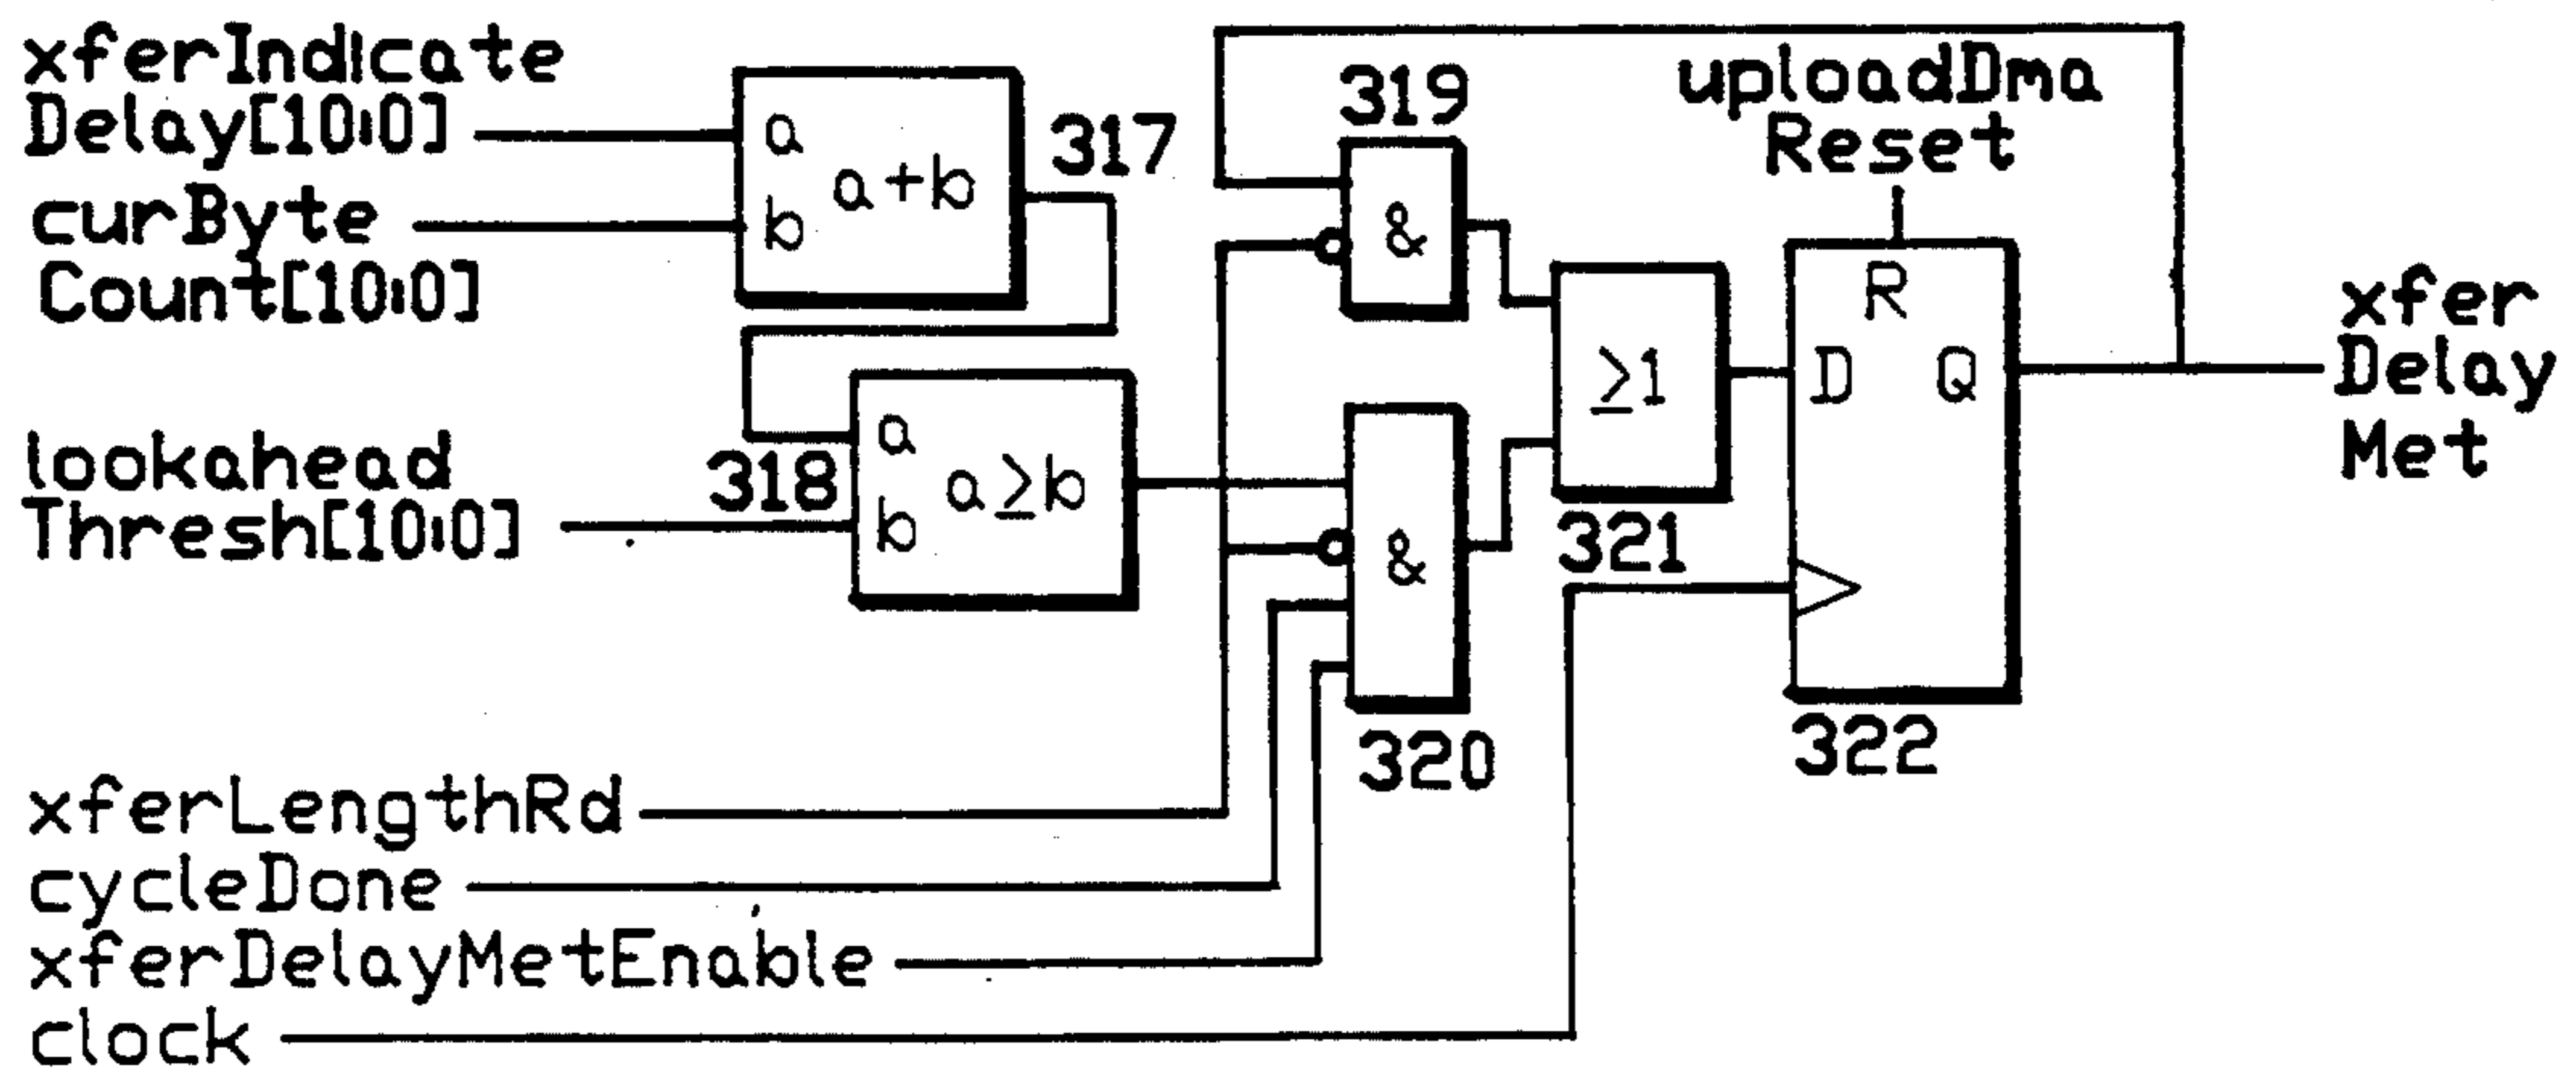 xferIndicate
Delay[10:0]
curByte
Count[10:0]
lookahead
Thresh[10:0]
xferLengthRd
cycleDone
xferDelayMetEnable
clock
a
b
a+b
317
318
a
b
a≥b
319
&
&
320
≥1
321
uploadDma
Reset
R
D
Q
322
xfer
Delay
Met